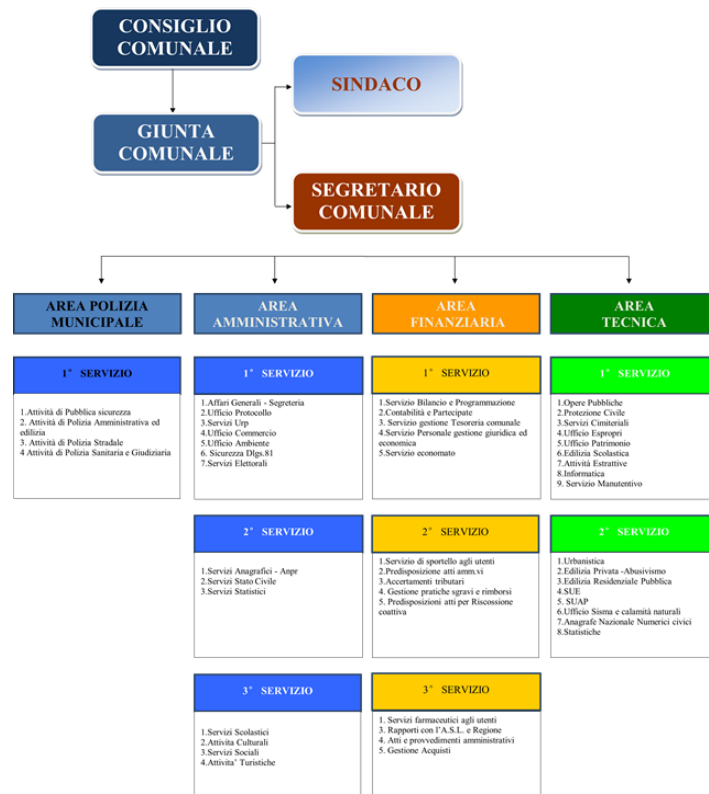 CONSIGLIO
COMUNALE
SINDACO
GIUNTA
COMUNALE
SEGRETARIO
COMUNALE
AREA POLIZIA
MUNICIPALE
1° SERVIZIO
1.Attività di Pubblica sicurezza
2. Attività di Polizia Amministrativa ed
edilizia
3. Attività di Polizia Stradale
4 Attività di Polizia Sanitaria e Giudiziaria
AREA
AMMINISTRATIVA
1° SERVIZIO
1.Affari Generali - Segreteria
2.Ufficio Protocollo
3.Servizi Urp
4.Ufficio Commercio
5.Ufficio Ambiente
6. Sicurezza Dlgs.81
7.Servizi Elettorali
2° SERVIZIO
1.Servizi Anagrafici - Anpr
2.Servizi Stato Civile
3.Servizi Statistici
3° SERVIZIO
1.Servizi Scolastici
2.Attivita Culturali
3.Servizi Sociali
4.Attivita' Turistiche
AREA
FINANZIARIA
1° SERVIZIO
1.Servizio Bilancio e Programmazione
2.Contabilità e Partecipate
3. Servizio gestione Tesoreria comunale
4.Servizio Personale gestione giuridica ed
economica
5.Servizio economato
2° SERVIZIO
1.Servizio di sportello agli utenti
2.Predisposizione atti amm.vi
3.Accertamenti tributari
4. Gestione pratiche sgravi e rimborsi
5. Predisposizioni atti per Riscossione
coattiva
3° SERVIZIO
1. Servizi farmaceutici agli utenti
3. Rapporti con l'A.S.L. e Regione
4. Atti e provvedimenti amministrativi
5. Gestione Acquisti
AREA
TECNICA
1° SERVIZIO
1.Opere Pubbliche
2.Protezione Civile
3.Servizi Cimiteriali
4.Ufficio Espropri
5.Ufficio Patrimonio
6.Edilizia Scolastica
7.Attività Estrattive
8.Informatica
9. Servizio Manutentivo
2° SERVIZIO
1.Urbanistica
2.Edilizia Privata -Abusivismo
3.Edilizia Residenziale Pubblica
4.SUE
5. SUAP
6.Ufficio Sisma e calamità naturali
7.Anagrafe Nazionale Numerici civici
8.Statistiche